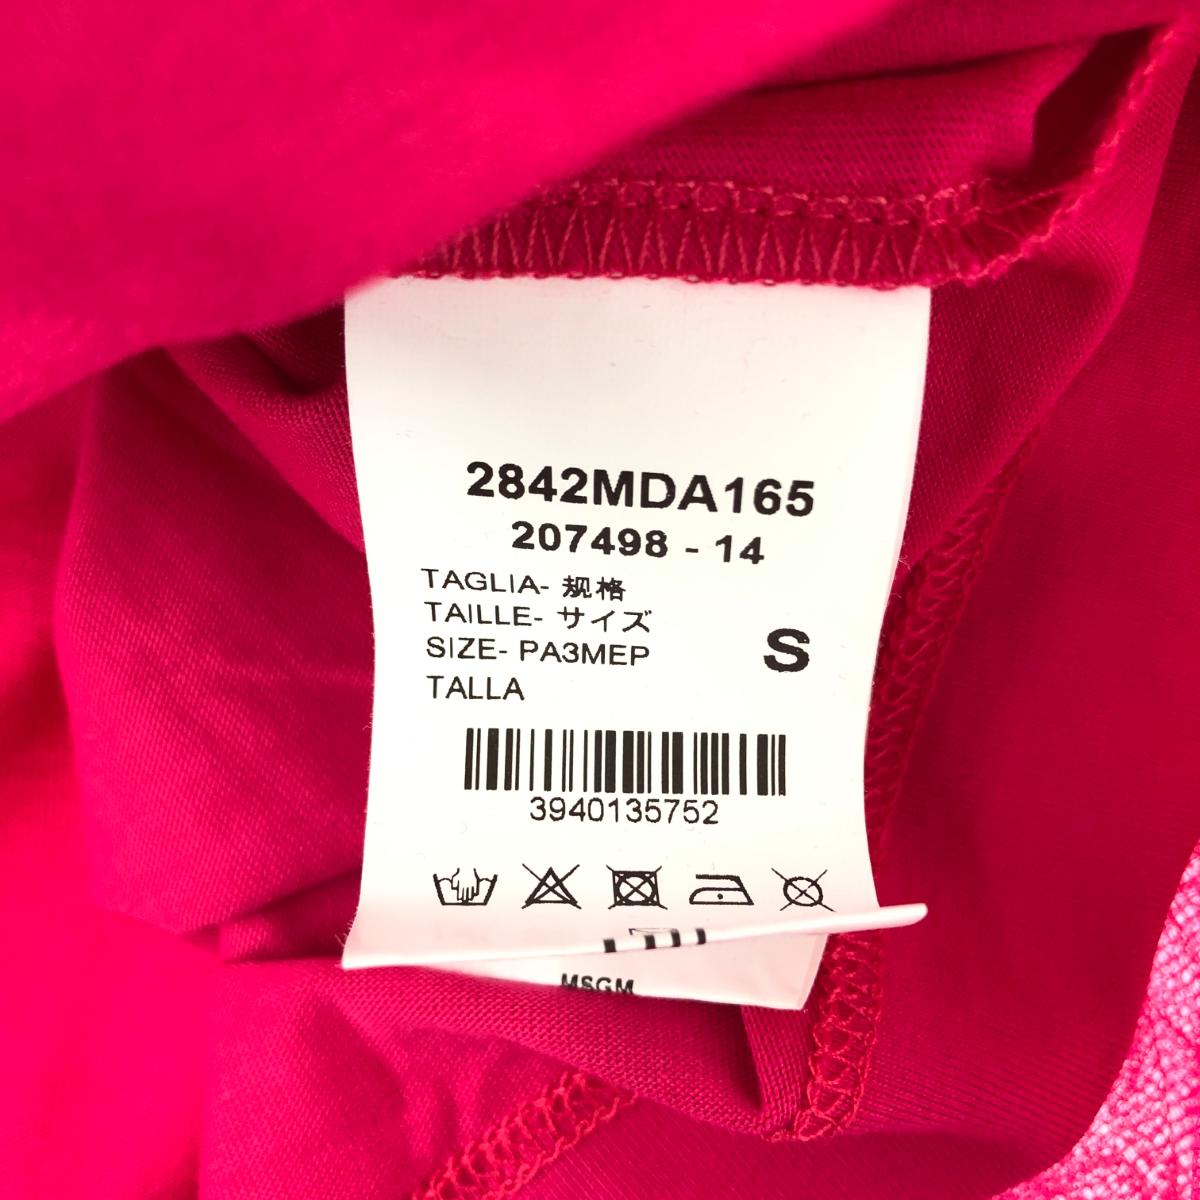 2842MDA165
207498 - 14
TAGLIA- 规格
TAILLE- サイズ
SIZE- PA3MEP
TALLA
S
3940135752
MSGM